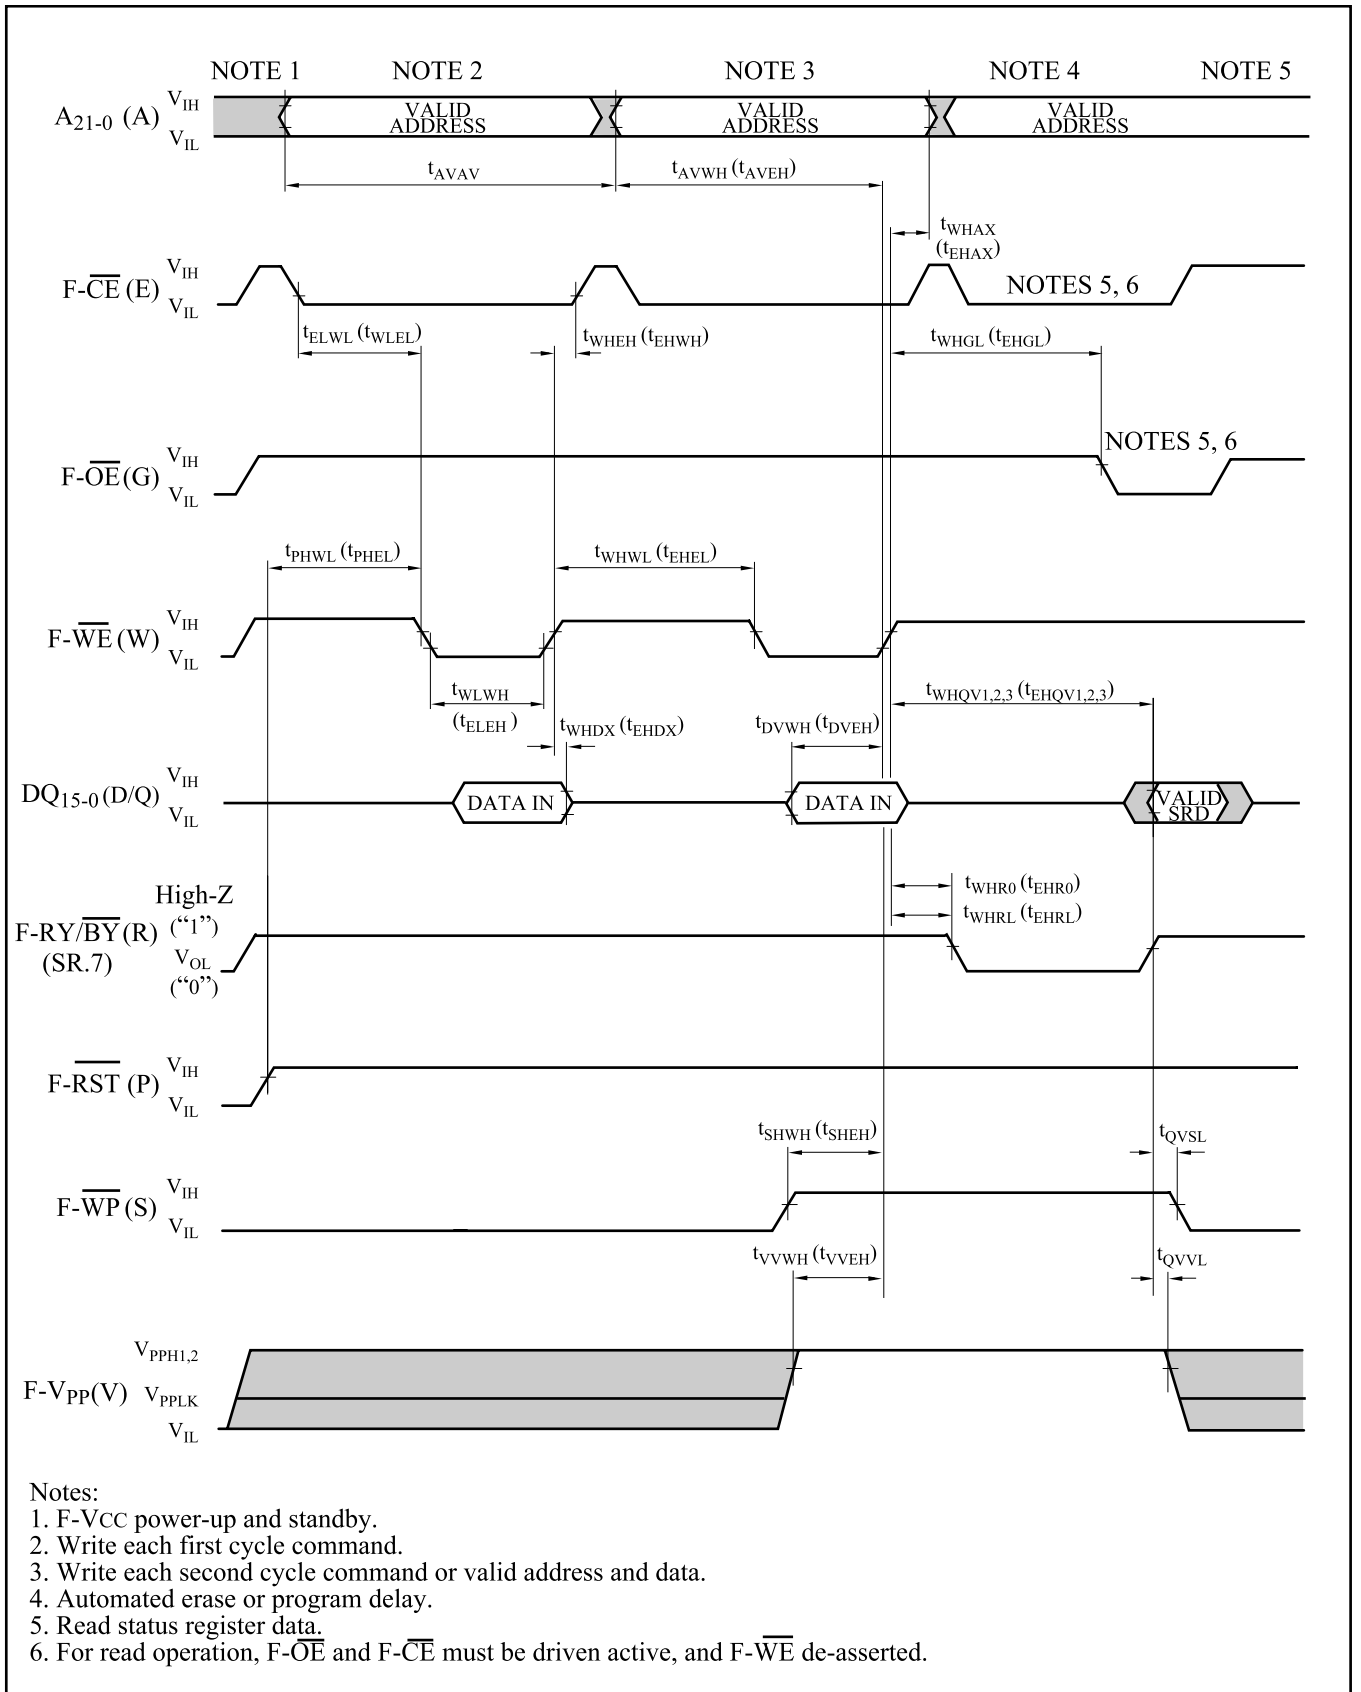 NOTE 1 NOTE 2 NOTE 3 NOTE 4 NOTE 5
A21-0 (A) VIH VIL VALID ADDRESS VALID ADDRESS VALID ADDRESS
tAVAV tAVWH (tAVEH)
tWHAX
(tEHAX)
F-CE (E) VIH VIL NOTES 5, 6
tELWL (tWLEL) tWHEH (tEHWH) tWHGL (tEHGL)
F-OE (G) VIH VIL NOTES 5, 6
tPHWL (tPHEL) tWHWL (tEHEL)
F-WE (W) VIH VIL
tWLWH
(tELEH )
tWHQV1,2,3 (tEHQV1,2,3)
tWHDX (tEHDX) tDVWH (tDVEH)
DQ15-0 (D/Q) VIH VIL DATA IN DATA IN VALID SRD
tWHR0 (tEHR0)
tWHRL (tEHRL)
High-Z
(“1”)
F-RY/BY (R)
(SR.7)
VOL
(“0”)
F-RST (P) VIH VIL
tSHWH (tSHEH) tQVSL
F-WP (S) VIH VIL
tVVWH (tVVEH) tQVVL
VPPH1,2
F-VPP (V) VPPLK
VIL
Notes:
1. F-VCC power-up and standby.
2. Write each first cycle command.
3. Write each second cycle command or valid address and data.
4. Automated erase or program delay.
5. Read status register data.
6. For read operation, F-OE and F-CE must be driven active, and F-WE de-asserted.